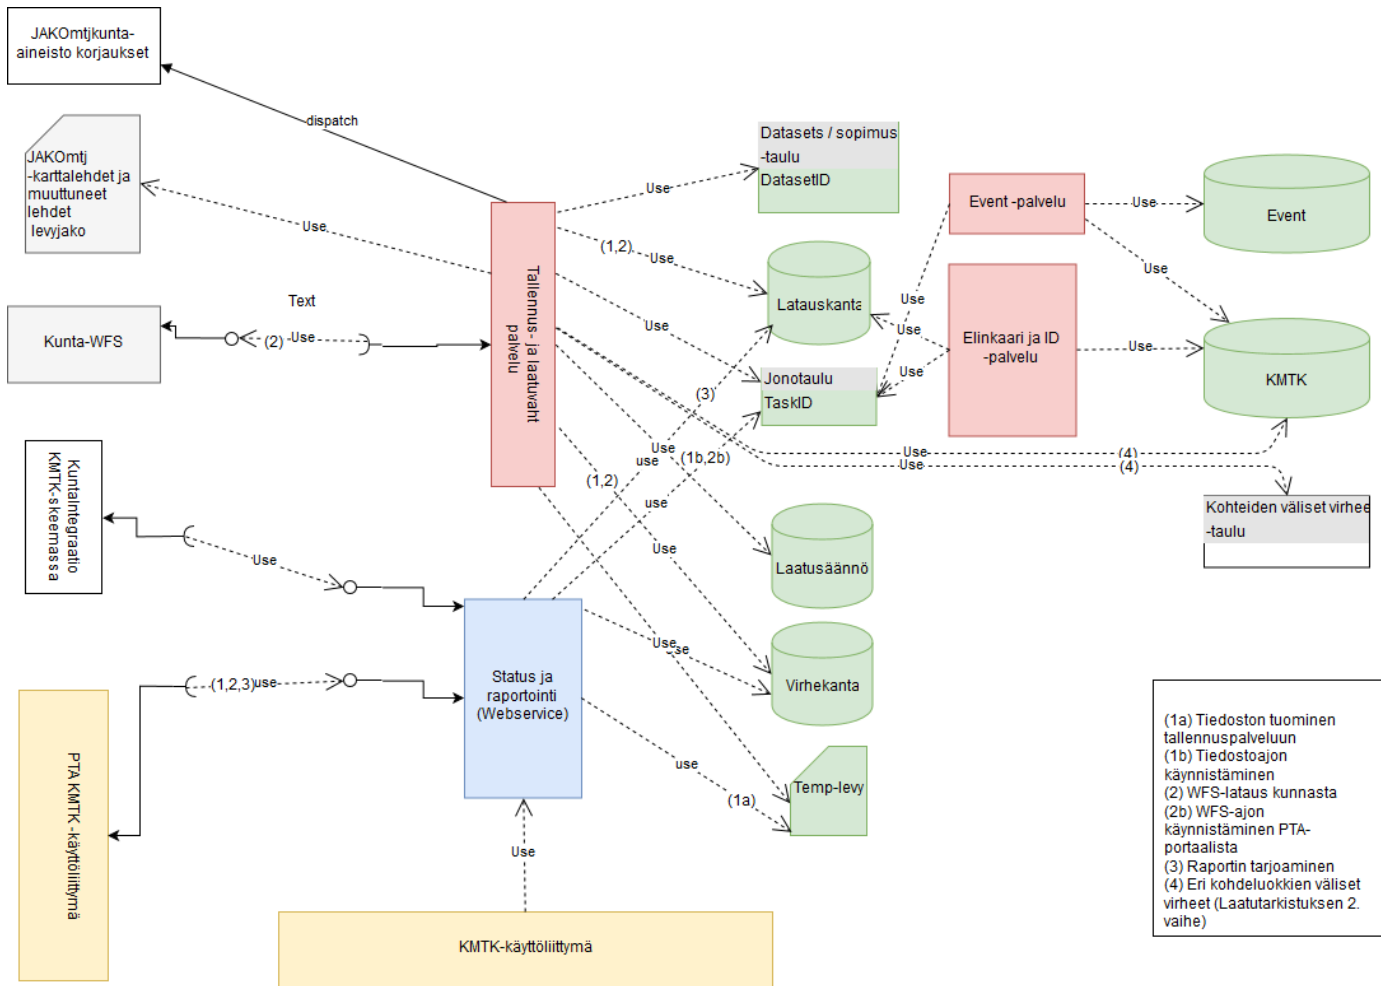 JAKOmtjkunta-
aineisto korjaukset
dispatch
JAKOmtj
-karttalehdet ja
muuttuneet
lehdet
levyjako
Use
Datasets / sopimus
-taulu
DatasetID
Use
(1,2)
Use
Event -palvelu
Use
Event
Use
Tallennus- ja laatuvaht
palvelu
Latauskanta
Use
Use
Elinkaari ja ID
-palvelu
Use
KMTK
Text
Kunta-WFS
(2)
Use
Use
Use
Jonotaulu
TaskID
(3)
Use
use
(1b,2b)
(4)
Use
(4)
KuntaIntegraatio
KMTK-skeemassa
(1,2)
use
Kohteiden väliset virhee
-taulu
Use
Use
Laatusäännö
Status ja
raportointi
(Webservice)
Use
use
Virhekanta
(1,2,3)
use
PTA KMTK -käyttöliittymä
use
(1a)
Temp-levy
Use
KMTK-käyttöliittymä
(1a) Tiedoston tuominen
tallennuspalveluun
(1b) Tiedostoajon
käynnistäminen
(2) WFS-lataus kunnasta
(2b) WFS-ajon
käynnistäminen PTA-
portaalista
(3) Raportin tarjoaminen
(4) Eri kohdeluokkien väliset
virheet (Laatutarkistuksen 2.
vaihe)